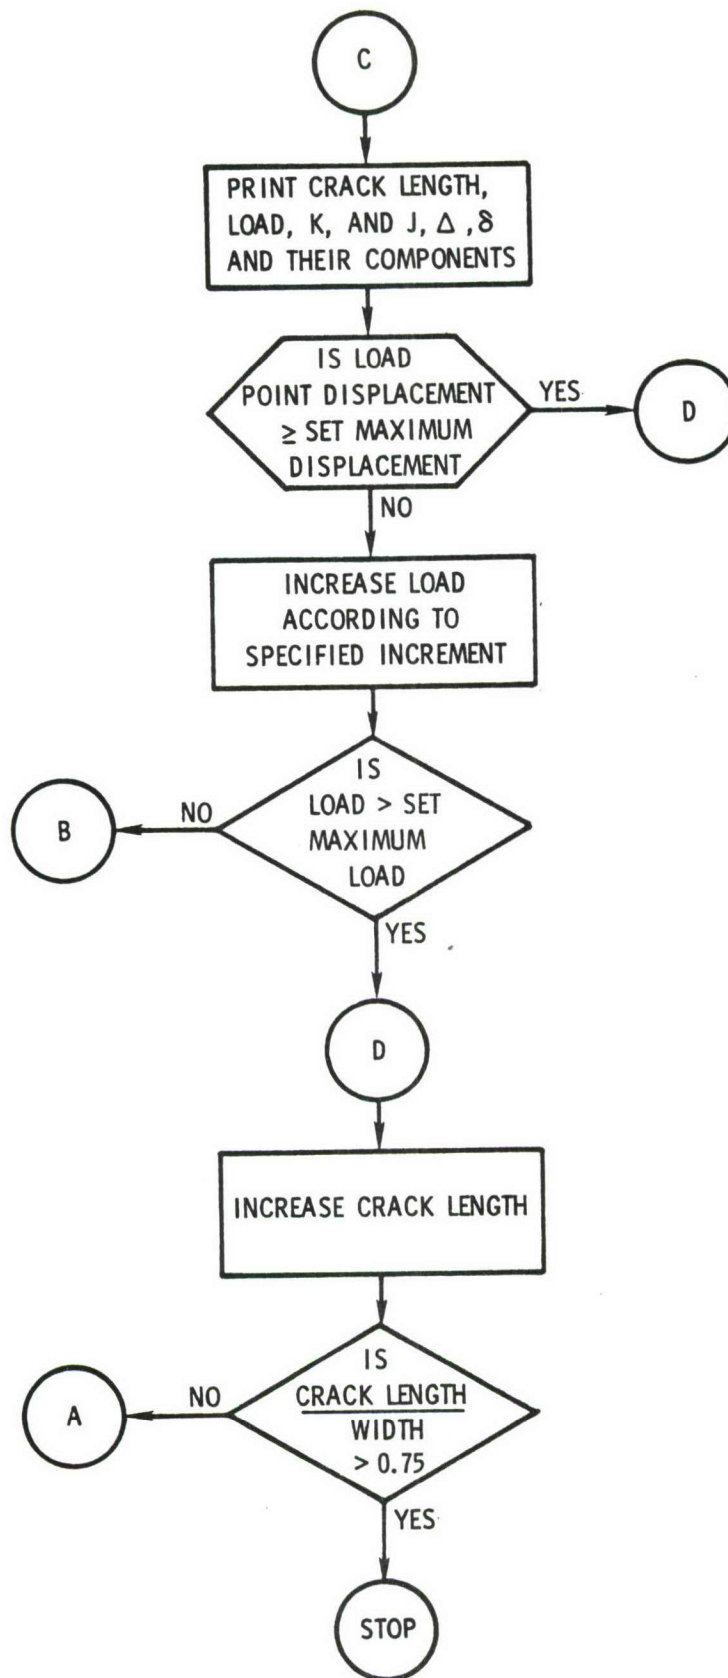 C
PRINT CRACK LENGTH,
LOAD, K, AND J, Δ, δ
AND THEIR COMPONENTS
IS LOAD
POINT DISPLACEMENT
≥ SET MAXIMUM
DISPLACEMENT
YES
D
NO
INCREASE LOAD
ACCORDING TO
SPECIFIED INCREMENT
IS
LOAD > SET
MAXIMUM
LOAD
NO
B
YES
D
INCREASE CRACK LENGTH
IS
CRACK LENGTH
WIDTH
> 0.75
NO
A
YES
STOP